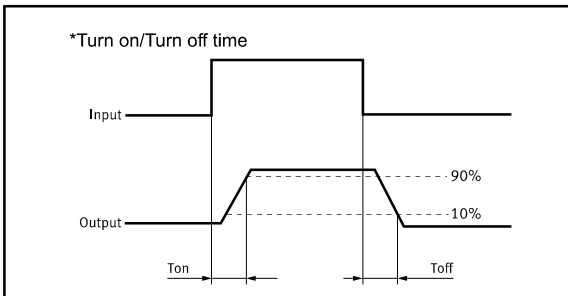 *Turn on/Turn off time
Input
90%
10%
Output
Ton
Toff